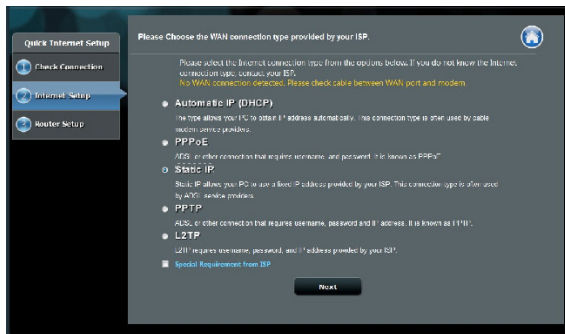 Quick Internet Setup
1 Check Connection
2 Internet Setup
3 Router Setup
Please Choose the WAN connection type provided by your ISP.
Please select the Internet connection type from the options below. If you do not know the Internet
connection type, contact your ISP.
No WAN connection detected. Please check cable between WAN port and modem.
Automatic IP (DHCP)
The type allows your PC to obtain IP address automatically. This connection type is often used by cable
modem service providers.
PPPoE
ADSL or other connection that requires username, and password. It is known as PPPoE.
Static IP
Static IP allows your PC to use a fixed IP address provided by your ISP. This connection type is often used
by ADSL service providers.
PPTP
ADSL or other connection that requires username, password and IP address. It is known as PPTP.
L2TP
L2TP requires username, password, and IP address provided by your ISP.
Special Requirement from ISP
Next